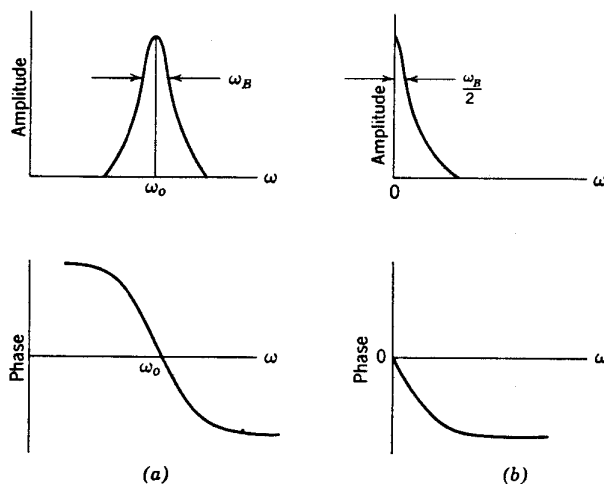 Amplitude
ω_B
ω
ω_o
Amplitude
ω_B/2
ω
0
Phase
ω
ω_o
Phase
0
ω
(a)
(b)